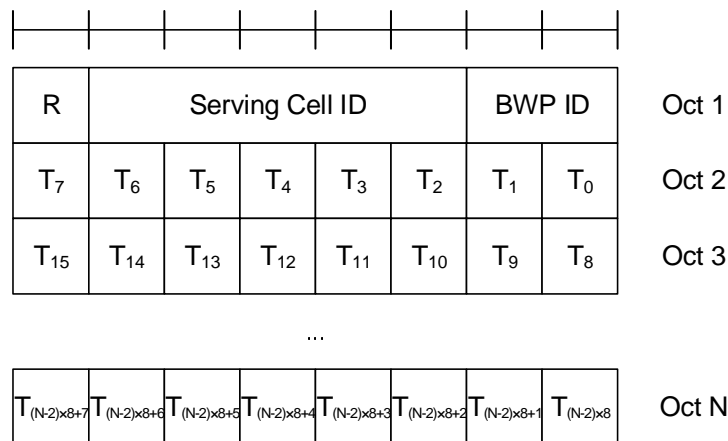 R Serving Cell ID BWP ID Oct 1
T7 T6 T5 T4 T3 T2 T1 T0 Oct 2
T15 T14 T13 T12 T11 T10 T9 T8 Oct 3
...
T(N-2)×8+7 T(N-2)×8+6 T(N-2)×8+5 T(N-2)×8+4 T(N-2)×8+3 T(N-2)×8+2 T(N-2)×8+1 T(N-2)×8 Oct N